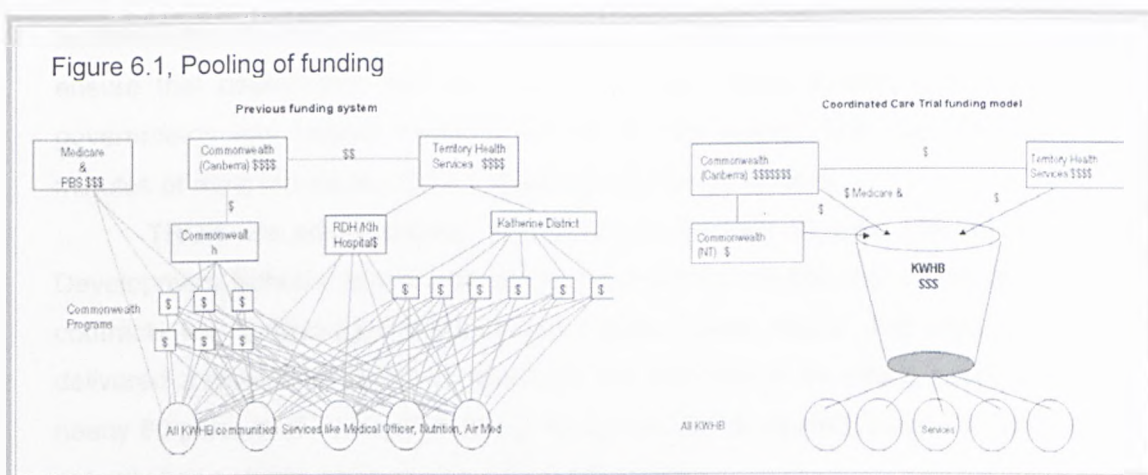 Figure 6.1, Pooling of funding
Previous funding system
Medicare
&
PBS $$$
Commonwealth
(Canberra) $$$$
$$
Territory Health
Services $$$$
$
Commonwealt
h
RDH /Kth
Hospital$
Katherine District
$ $ $
$ $ $ $ $ $
Commonwealth
Programs
$ $ $
All KWHB communities Services like Medical Officer, Nutrition, Air Med
Coordinated Care Trial funding model
Commonwealth
(Canberra) $$$$$$$
$
Territory Health
Services $$$$
$ Medicare &
$
$
Commonwealth
(NT) $
KWHB
$$$
All KWHB
Services